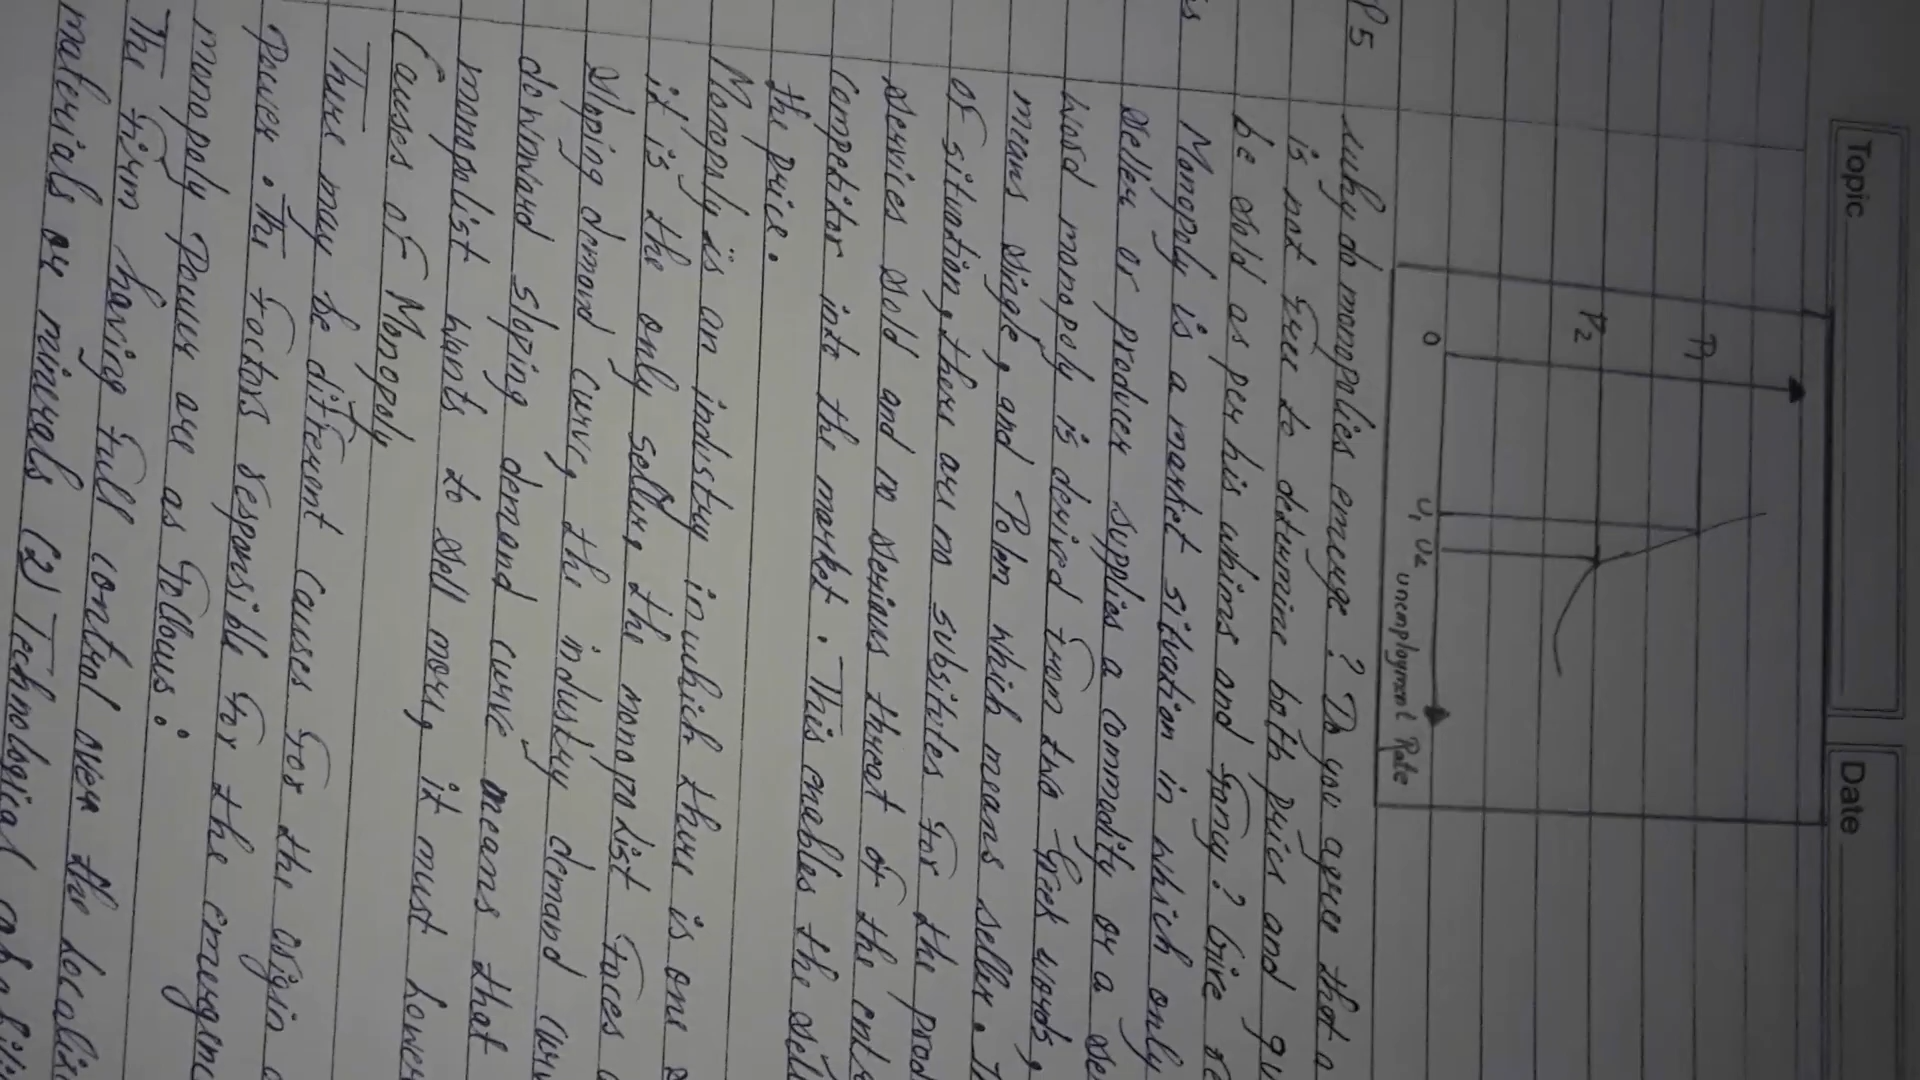 Topic
Date
P1
P2
0
U1 U2
unemployment Rate
P5
is
why do monopolies emerge? Do you agree that a
is not free to determine both price and qu
be sold as per his whims and fancy? Give re
Monopoly is a market situation in which only
seller or producer supplies a commodity or a se
word monopoly is derived from two Greek words,
means single, and Polen which means seller. T
of situation, there are no subsitutes for the prod
services sold and no serious threat of the entr
Competitor into the market. This enables the sell
the price.
Monopoly is an industry in which there is one s
it is the only seller, the monopolist faces a
sloping demand curve, the industry demand curv
downward sloping demand curve means that
monopolist wants to sell more, it must lower
Causes of Monopoly
There may be different causes for the origin o
power. The factors responsible for the emergenc
monopoly power are as follows:
The firm having full control over the localit
materials or minerals (2) Technological